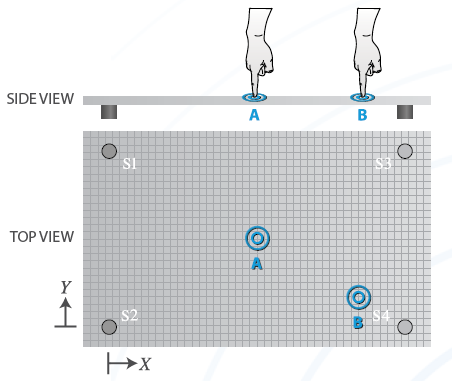 SIDE VIEW
A B
S1 S3
TOP VIEW
A
Y
S2 B S4
X